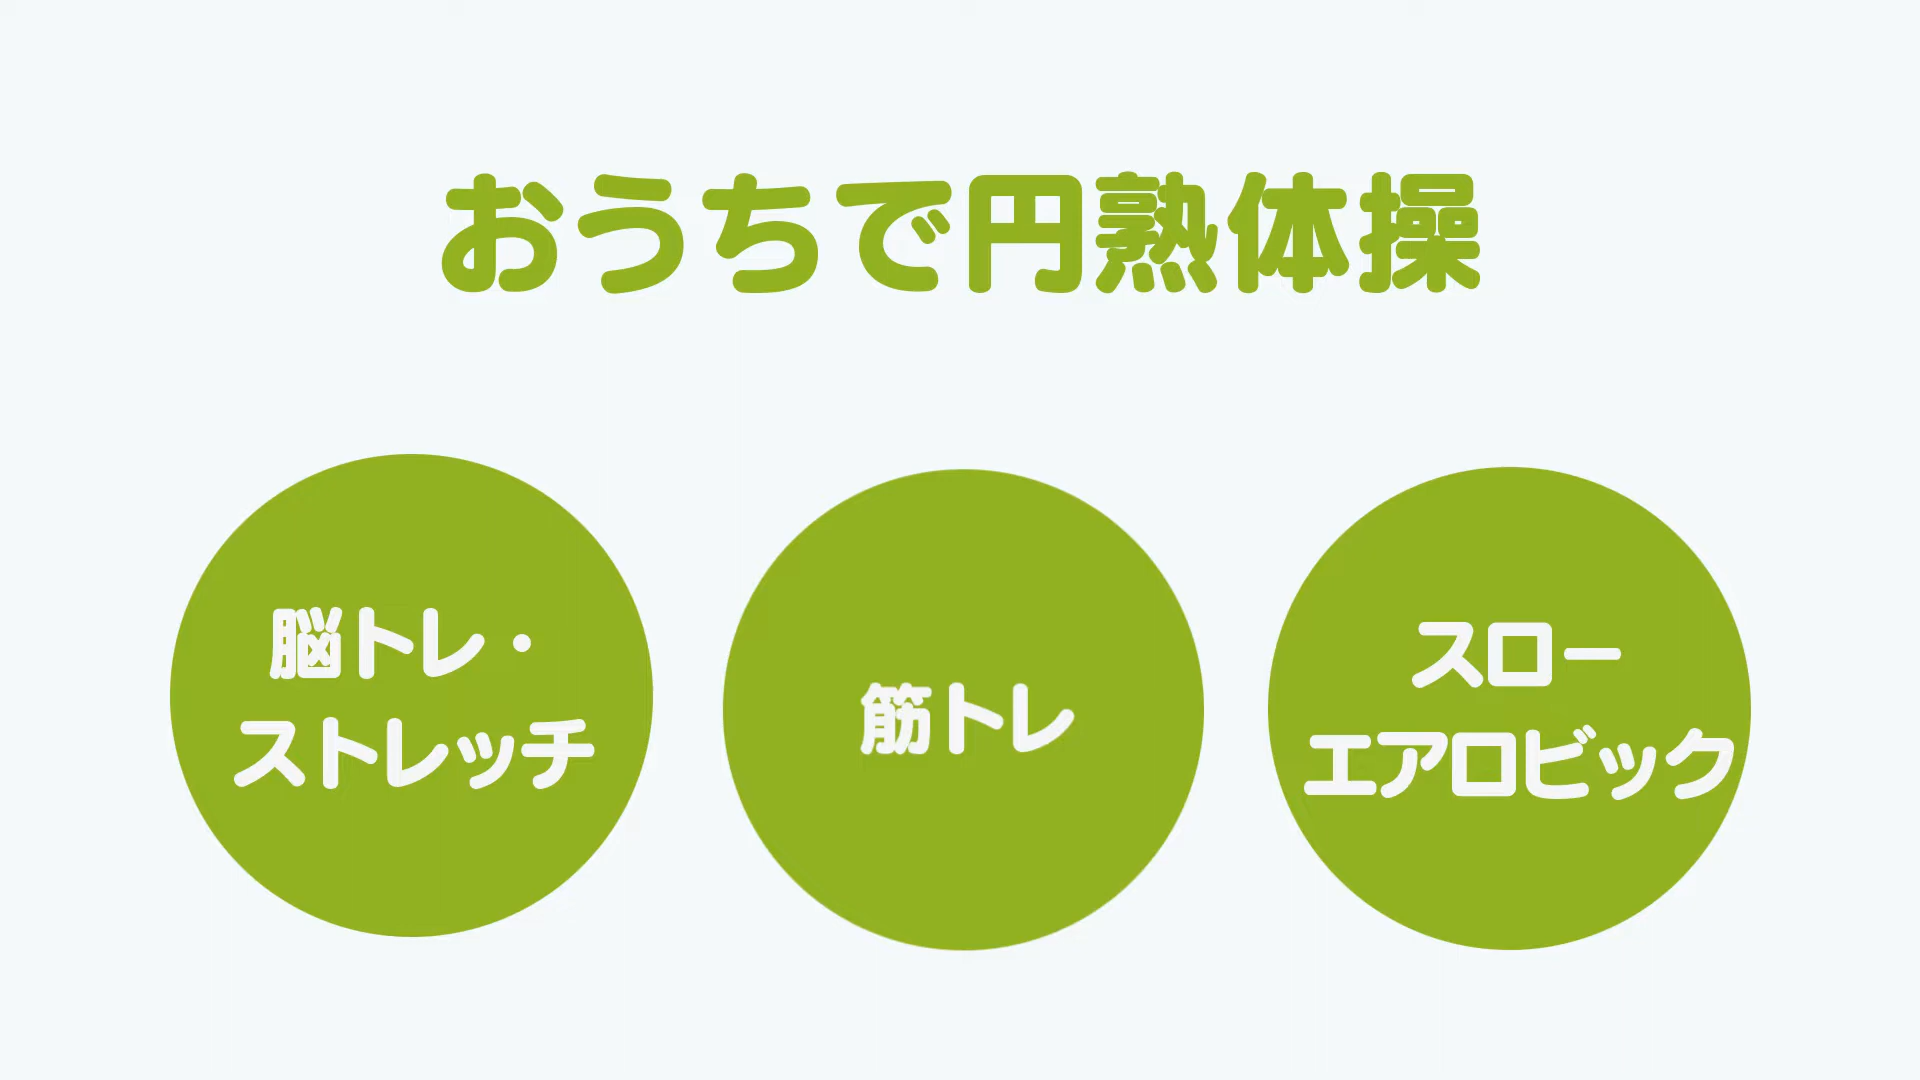 おうちで円熟体操
脳トレ・
ストレッチ
筋トレ
スロー
エアロビック